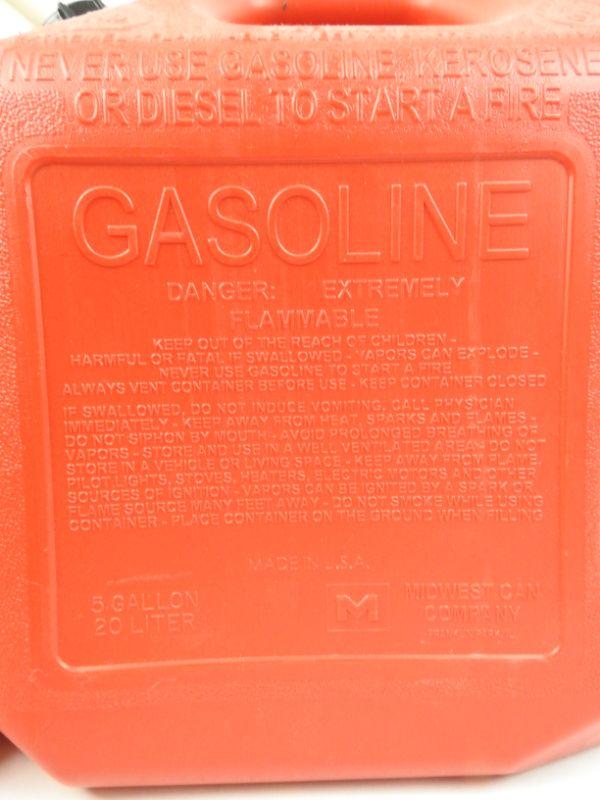 NEVER USE GASOLINE, KEROSENE
OR DIESEL TO START A FIRE
GASOLINE
DANGER: EXTREMELY
FLAMMABLE
KEEP OUT OF THE REACH OF CHILDREN -
HARMFUL OR FATAL IF SWALLOWED - VAPORS CAN EXPLODE -
NEVER USE GASOLINE TO START A FIRE
ALWAYS VENT CONTAINER BEFORE USE - KEEP CONTAINER CLOSED
IF SWALLOWED, DO NOT INDUCE VOMITING. CALL PHYSICIAN
IMMEDIATELY - KEEP AWAY FROM HEAT, SPARKS AND FLAMES -
DO NOT SIPHON BY MOUTH - AVOID PROLONGED BREATHING OF
VAPORS - STORE AND USE IN A WELL VENTILATED AREA - DO NOT
STORE IN A VEHICLE OR LIVING SPACE - KEEP AWAY FROM FLAME,
PILOT LIGHTS, STOVES, HEATERS, ELECTRIC MOTORS AND OTHER
SOURCES OF IGNITION - VAPORS CAN BE IGNITED BY A SPARK OR
FLAME SOURCE MANY FEET AWAY - DO NOT SMOKE WHILE USING
CONTAINER - PLACE CONTAINER ON THE GROUND WHEN FILLING
MADE IN U.S.A.
5 GALLON
20 LITER
M
MIDWEST CAN
COMPANY
FRANKLIN PARK, IL